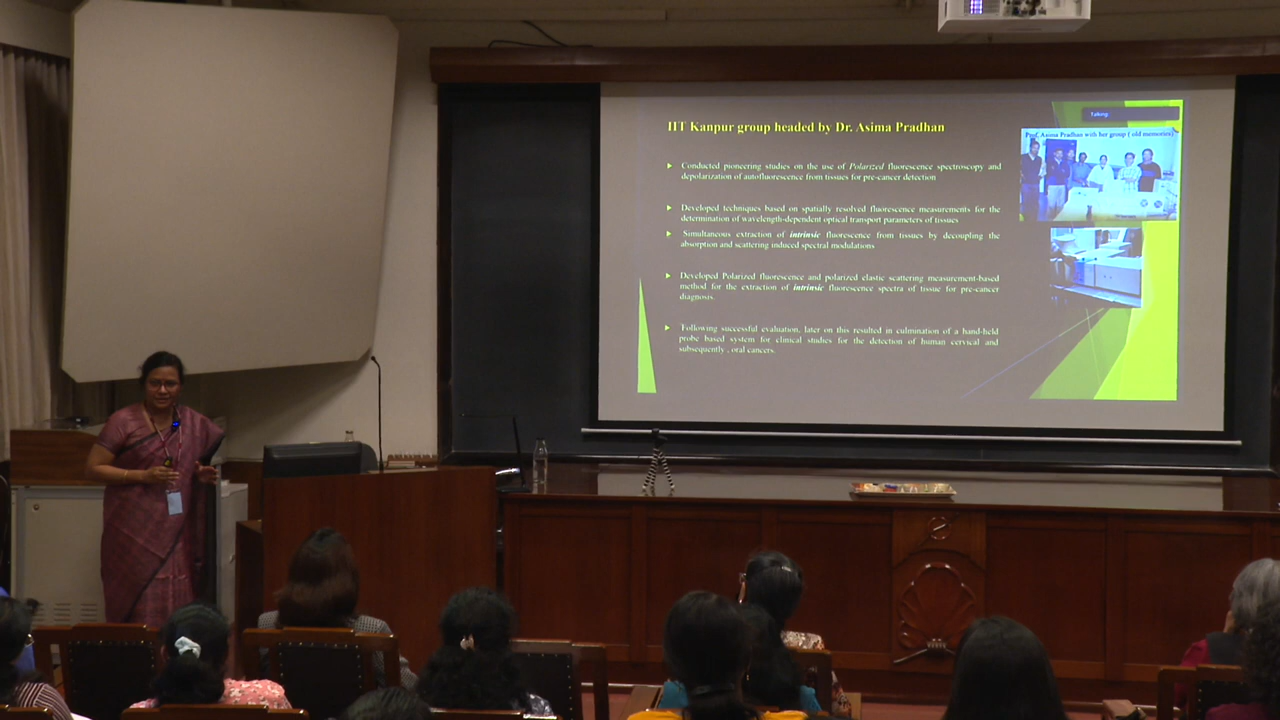 IIT Kanpur group headed by Dr. Asima Pradhan
Conducted pioneering studies on the use of Polarized fluorescence spectroscopy and
depolarization of autofluorescence from tissues for pre-cancer detection
Developed techniques based on spatially resolved fluorescence measurements for the
determination of wavelength-dependent optical transport parameters of tissues
Simultaneous extraction of intrinsic fluorescence from tissues by decoupling the
absorption and scattering induced spectral modulations
Developed Polarized fluorescence and polarized elastic scattering measurement-based
method for the extraction of intrinsic fluorescence spectra of tissue for pre-cancer
diagnosis.
Following successful evaluation, later on this resulted in culmination of a hand-held
probe based system for clinical studies for the detection of human cervical and
subsequently , oral cancers.
Talking:
Prof. Asima Pradhan with her group ( old memories)